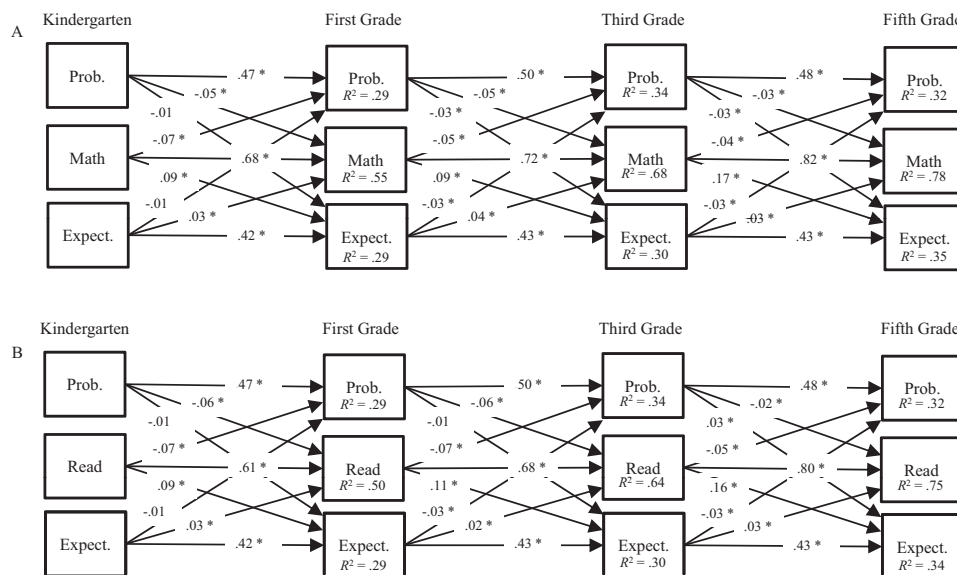 Kindergarten First Grade Third Grade Fifth Grade
A
Prob. .47 * Prob. .50 * Prob. .48 * Prob.
R² = .29 R² = .34 R² = .32
-.05 * -.05 * -.03 *
-.01 -.03 * -.03 *
-.07 * -.05 * -.04 *
Math .68 * Math .72 * Math .82 * Math
R² = .55 R² = .68 R² = .78
.09 * .09 * .17 *
-.01 -.03 * -.03 *
.03 * .04 * .03 *
Expect. .42 * Expect. .43 * Expect. .43 * Expect.
R² = .29 R² = .30 R² = .35
Kindergarten First Grade Third Grade Fifth Grade
B
Prob. .47 * Prob. .50 * Prob. .48 * Prob.
R² = .29 R² = .34 R² = .32
-.06 * -.06 * -.02 *
-.01 -.01 .03 *
-.07 * -.07 * -.05 *
Read .61 * Read .68 * Read .80 * Read
R² = .50 R² = .64 R² = .75
.09 * .11 * .16 *
-.01 -.03 * -.03 *
.03 * .02 * .03 *
Expect. .42 * Expect. .43 * Expect. .43 * Expect.
R² = .29 R² = .30 R² = .34